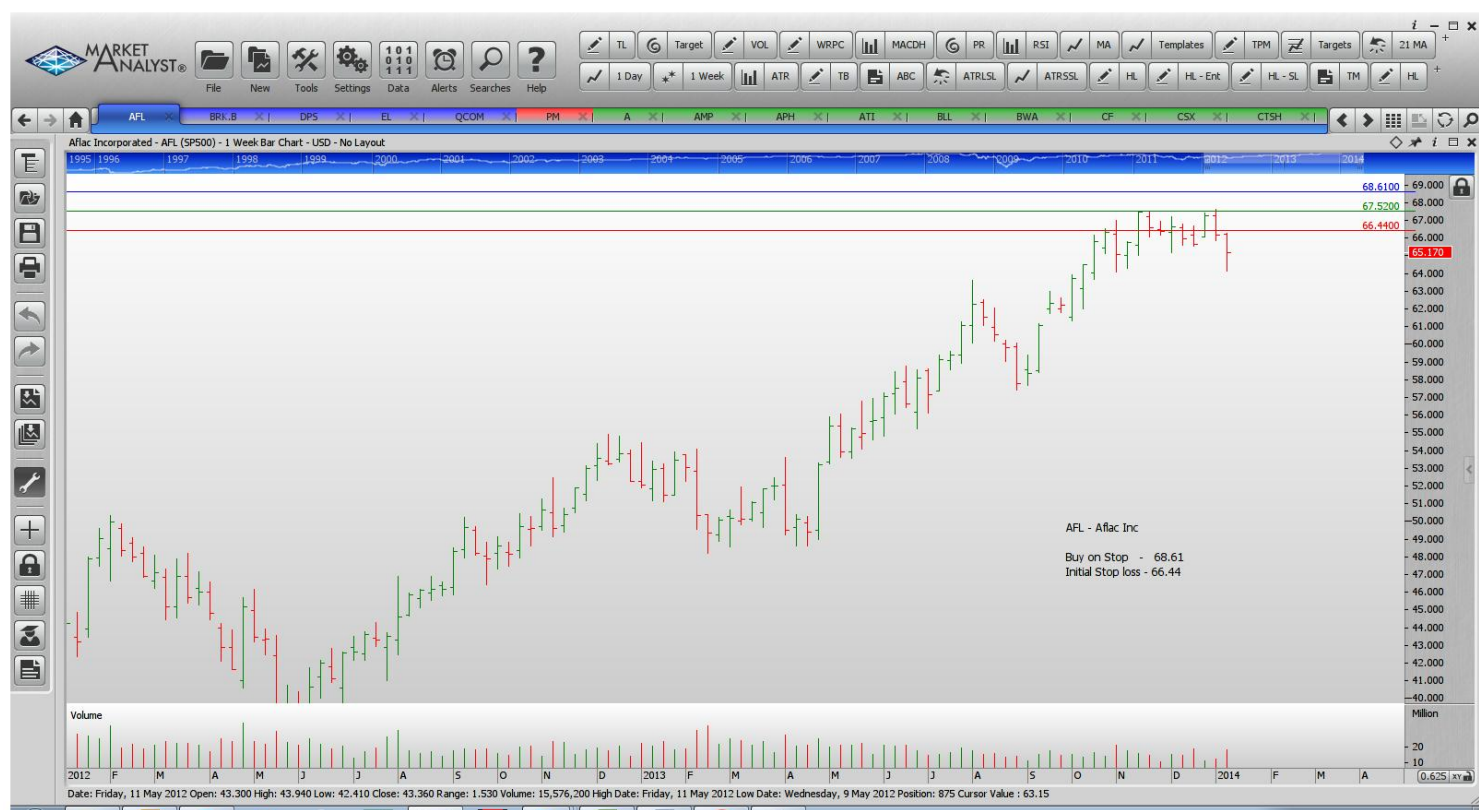 i
MARKET ANALYST®
File New Tools Settings Data Alerts Searches Help
TL Target VOL WRPC MACDH PR RSI MA Templates TPM Targets 21 MA +
1 Day 1 Week ATR TB ABC ATRLSL ATRSSL HL HL - Ent HL - SL TM HL +
AFL BRK.B DPS EL QCOM PM A AMP APH ATI BLL BWA CF CSX CTSH
Aflac Incorporated - AFL (SP500) - 1 Week Bar Chart - USD - No Layout
1995 1996 1997 1998 1999 2000 2001 2002 2003 2004 2005 2006 2007 2008 2009 2010 2011 2012 2013 2014
68.6100
67.5200
66.4400
69.000
68.000
67.000
66.000
65.170
64.000
63.000
62.000
61.000
60.000
59.000
58.000
57.000
56.000
55.000
54.000
53.000
52.000
51.000
50.000
49.000
48.000
47.000
46.000
45.000
44.000
43.000
42.000
41.000
40.000
AFL - Aflac Inc
Buy on Stop - 68.61
Initial Stop loss - 66.44
Volume
Million
20
10
2012 F M A M J J A S O N D 2013 F M A M J J A S O N D 2014 F M A
0.625 XY
Date: Friday, 11 May 2012 Open: 43.300 High: 43.940 Low: 42.410 Close: 43.360 Range: 1.530 Volume: 15,576,200 High Date: Friday, 11 May 2012 Low Date: Wednesday, 9 May 2012 Position: 875 Cursor Value : 63.15